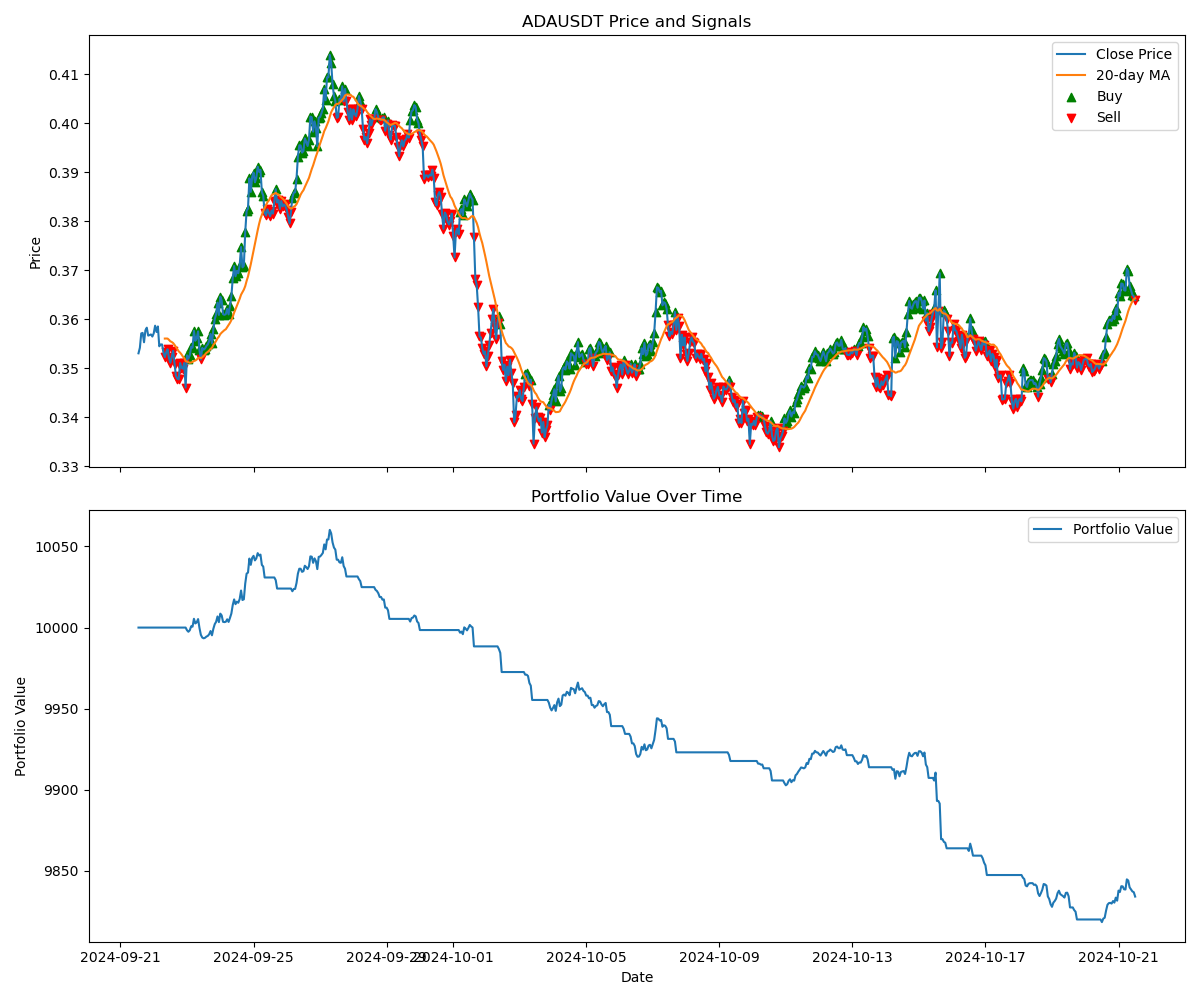 ADAUSDT Price and Signals
Close Price
20-day MA
Buy
Sell
Price
0.41
0.40
0.39
0.38
0.37
0.36
0.35
0.34
0.33
Portfolio Value Over Time
Portfolio Value
Portfolio Value
10050
10000
9950
9900
9850
2024-09-21 2024-09-25 2024-09-29 2024-10-01 2024-10-05 2024-10-09 2024-10-13 2024-10-17 2024-10-21
Date